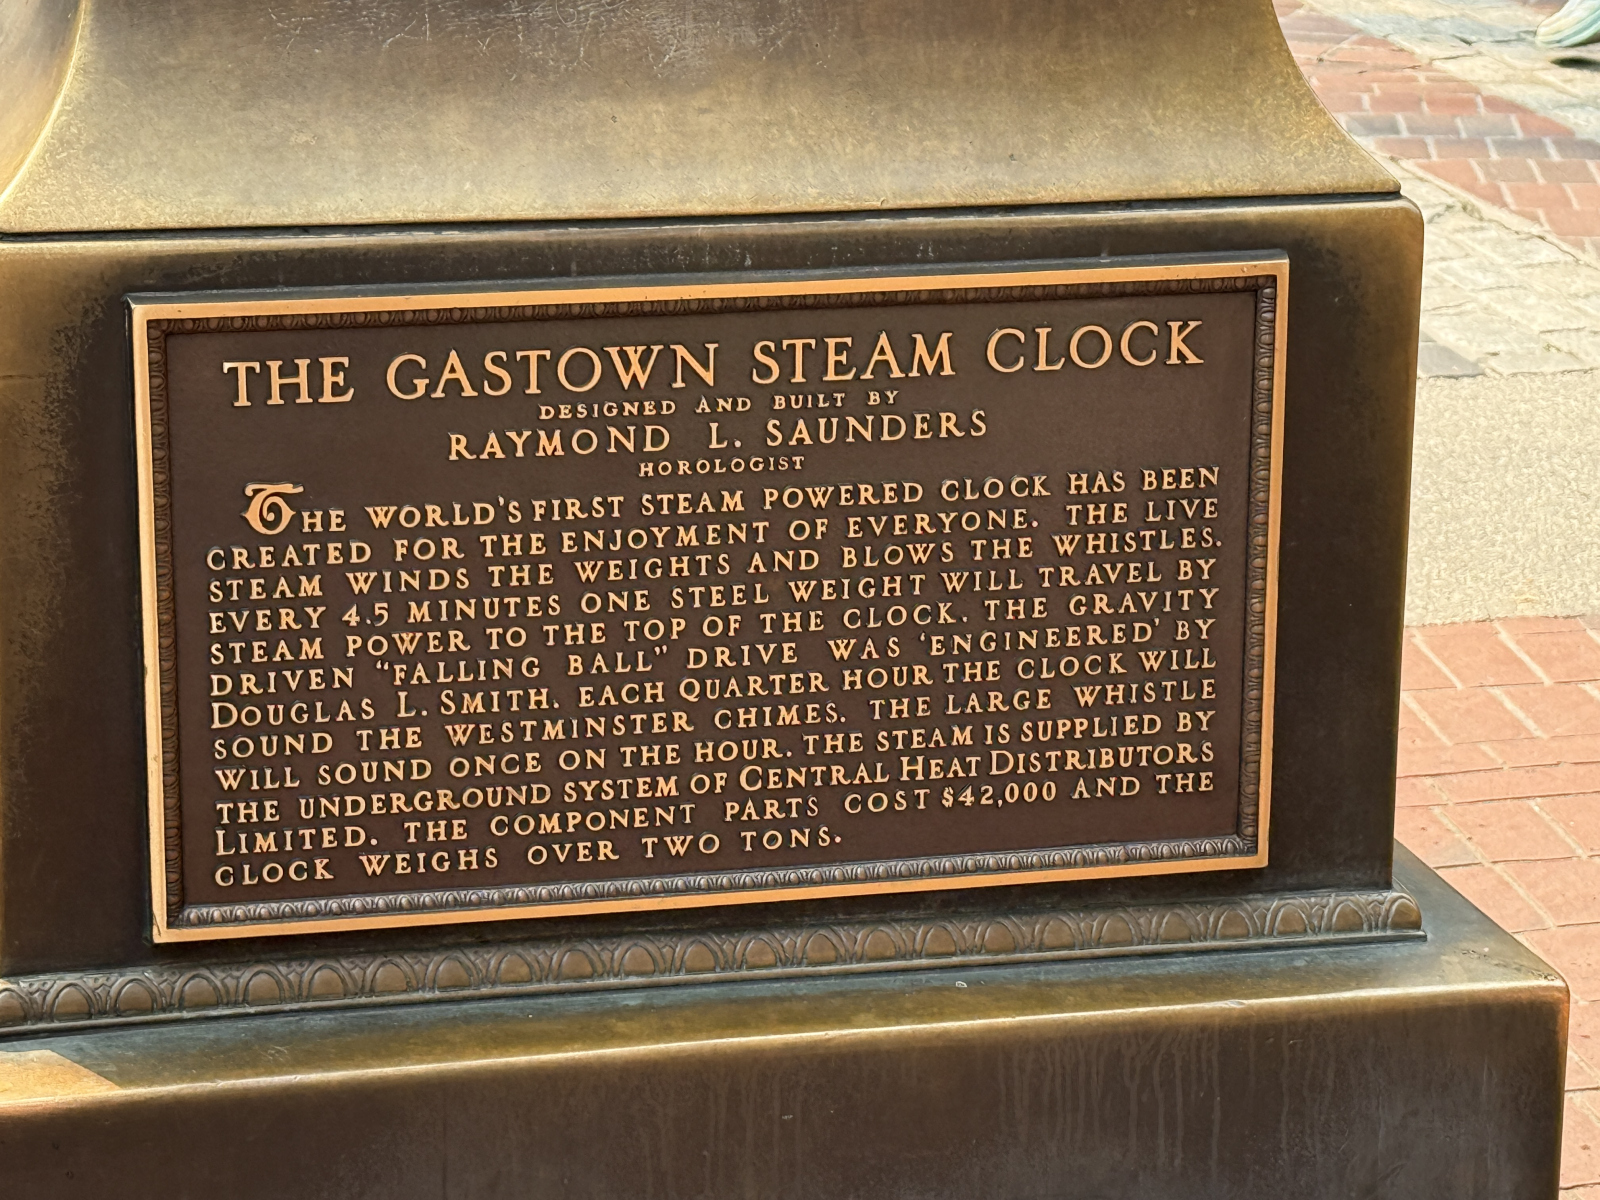 THE GASTOWN STEAM CLOCK
DESIGNED AND BUILT BY
RAYMOND L. SAUNDERS
HOROLOGIST
THE WORLD'S FIRST STEAM POWERED CLOCK HAS BEEN
CREATED FOR THE ENJOYMENT OF EVERYONE. THE LIVE
STEAM WINDS THE WEIGHTS AND BLOWS THE WHISTLES.
EVERY 4.5 MINUTES ONE STEEL WEIGHT WILL TRAVEL BY
STEAM POWER TO THE TOP OF THE CLOCK. THE GRAVITY
DRIVEN "FALLING BALL" DRIVE WAS 'ENGINEERED' BY
DOUGLAS L. SMITH. EACH QUARTER HOUR THE CLOCK WILL
SOUND THE WESTMINSTER CHIMES. THE LARGE WHISTLE
WILL SOUND ONCE ON THE HOUR. THE STEAM IS SUPPLIED BY
THE UNDERGROUND SYSTEM OF CENTRAL HEAT DISTRIBUTORS
LIMITED. THE COMPONENT PARTS COST $42,000 AND THE
CLOCK WEIGHS OVER TWO TONS.